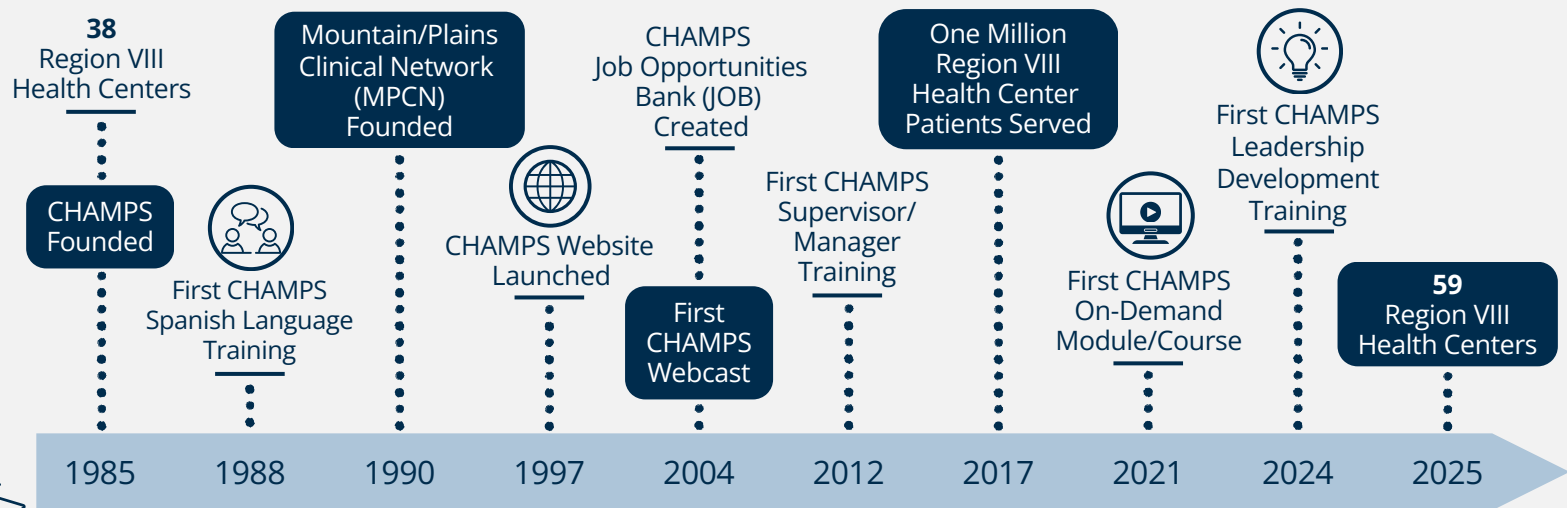 38
Region VIII
Health Centers
CHAMPS
Founded
First CHAMPS
Spanish Language
Training
Mountain/Plains
Clinical Network
(MPCN)
Founded
CHAMPS Website
Launched
CHAMPS
Job Opportunities
Bank (JOB)
Created
First
CHAMPS
Webcast
First CHAMPS
Supervisor/
Manager
Training
One Million
Region VIII
Health Center
Patients Served
First CHAMPS
On-Demand
Module/Course
First CHAMPS
Leadership
Development
Training
59
Region VIII
Health Centers
1985 1988 1990 1997 2004 2012 2017 2021 2024 2025